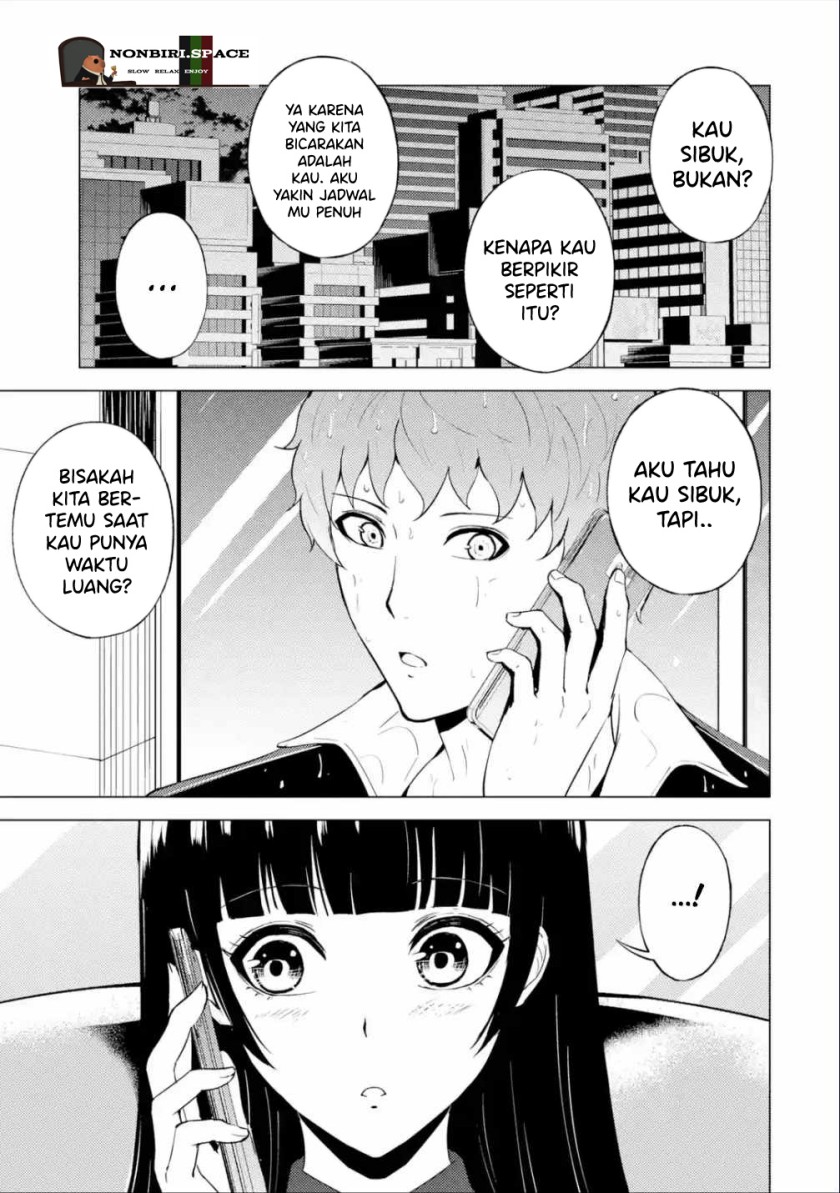 NONBIRI.SPACE
SLOW RELAX ENJOY
KAU
SIBUK,
BUKAN?
KENAPA KAU
BERPIKIR
SEPERTI
ITU?
YA KARENA
YANG KITA
BICARAKAN
ADALAH
KAU. AKU
YAKIN JADWAL
MU PENUH
...
AKU TAHU
KAU SIBUK,
TAPI..
BISAKAH
KITA BER-
TEMU SAAT
KAU PUNYA
WAKTU
LUANG?
...!